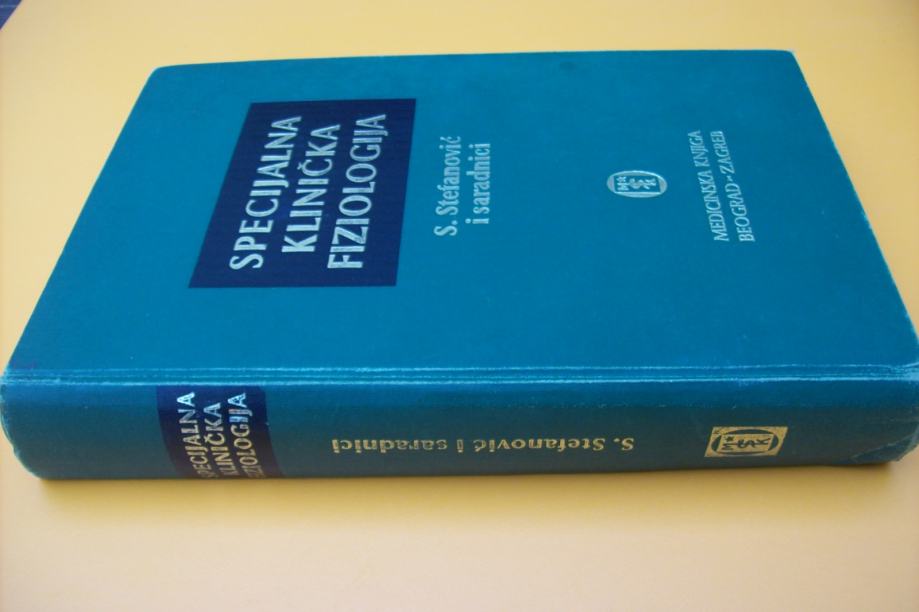 SPECIJALNA
KLINIČKA
FIZIOLOGIJA
S. Stefanović
i saradnici
MEDICINSKA KNJIGA
BEOGRAD - ZAGREB
SPECIJALNA
KLINIČKA
FIZIOLOGIJA
S. Stefanović i saradnici